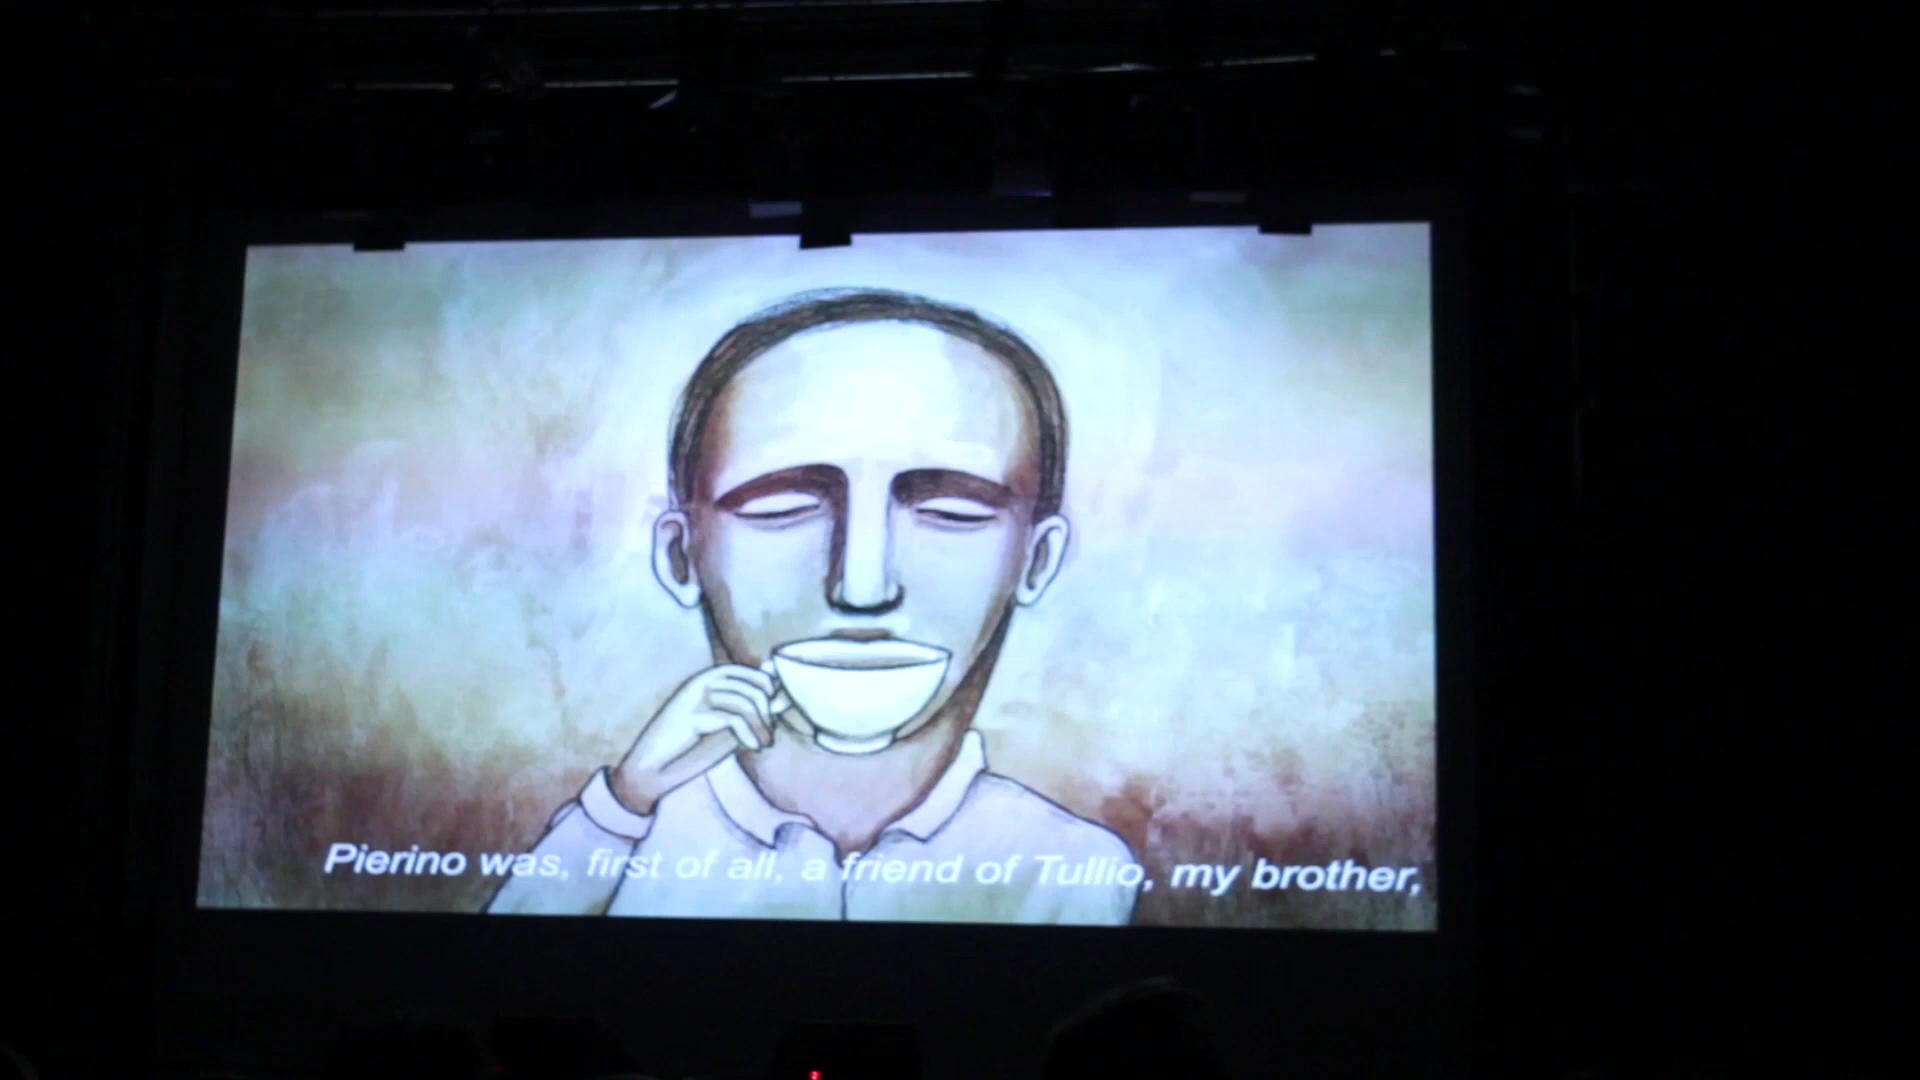 Pierino was, first of all, a friend of Tullio, my brother,